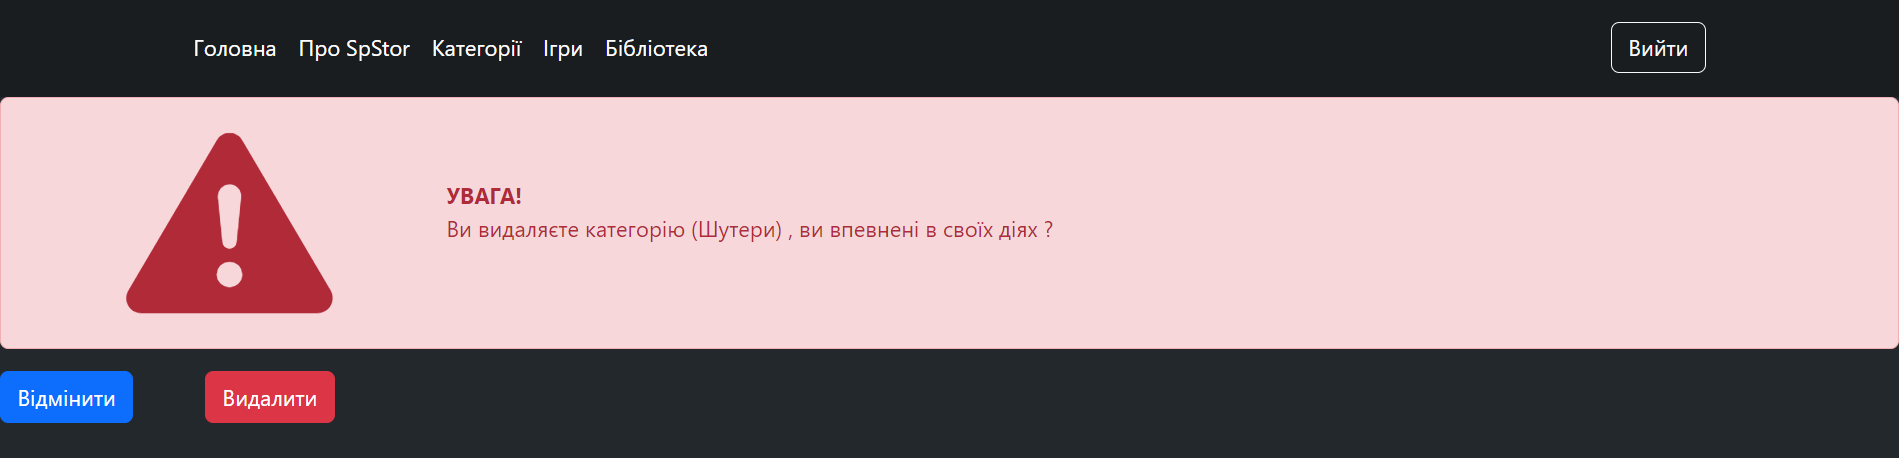 Головна Про SpStor Категорії Ігри Бібліотека Вийти
УВАГА!
Ви видаляєте категорію (Шутери) , ви впевнені в своїх діях ?
Відмінити Видалити